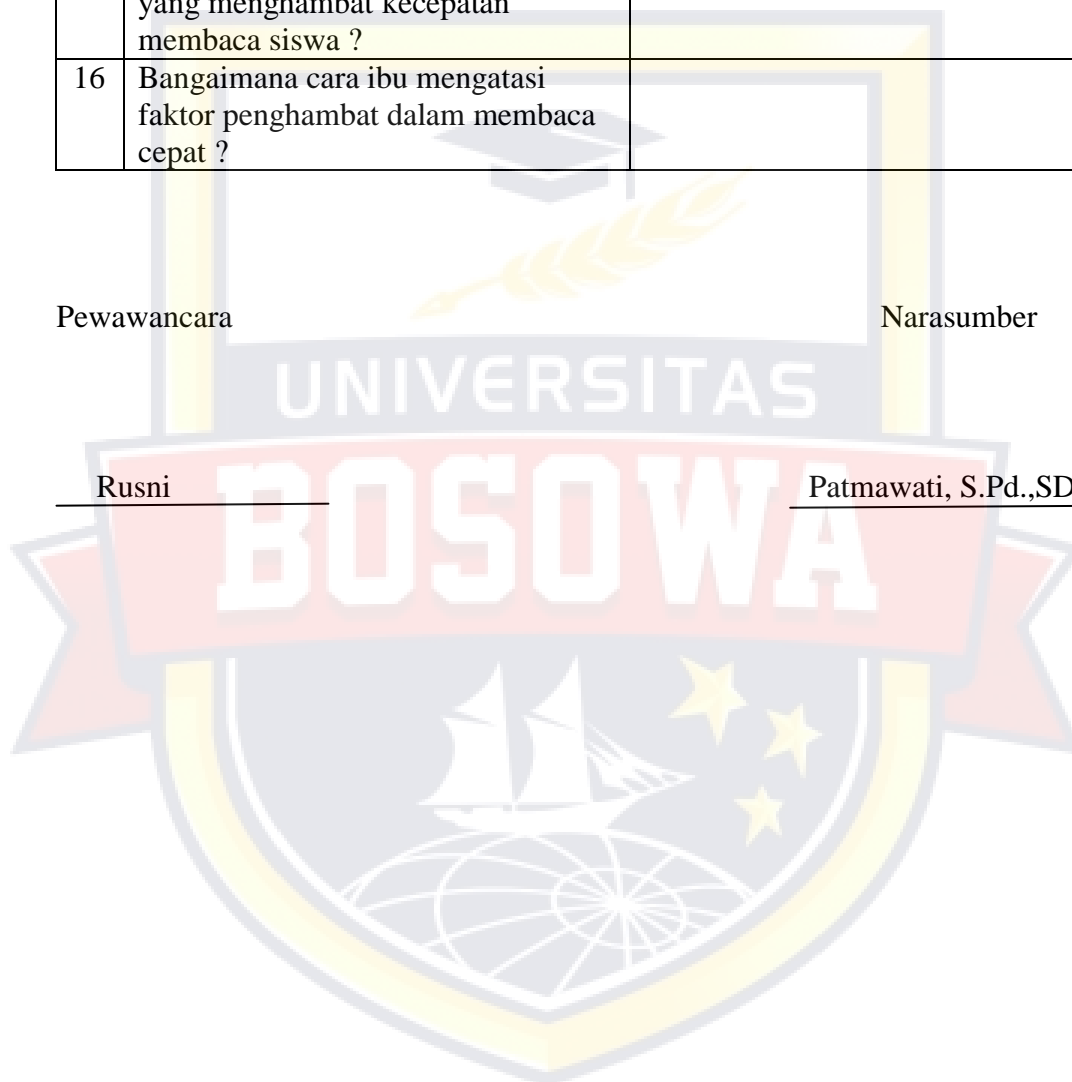 yang menghambat kecepatan
membaca siswa ?
16 Bangaimana cara ibu mengatasi
faktor penghambat dalam membaca
cepat ?
Pewawancara Narasumber
UNIVERSITAS
Rusni Patmawati, S.Pd.,SD
BOSOWA